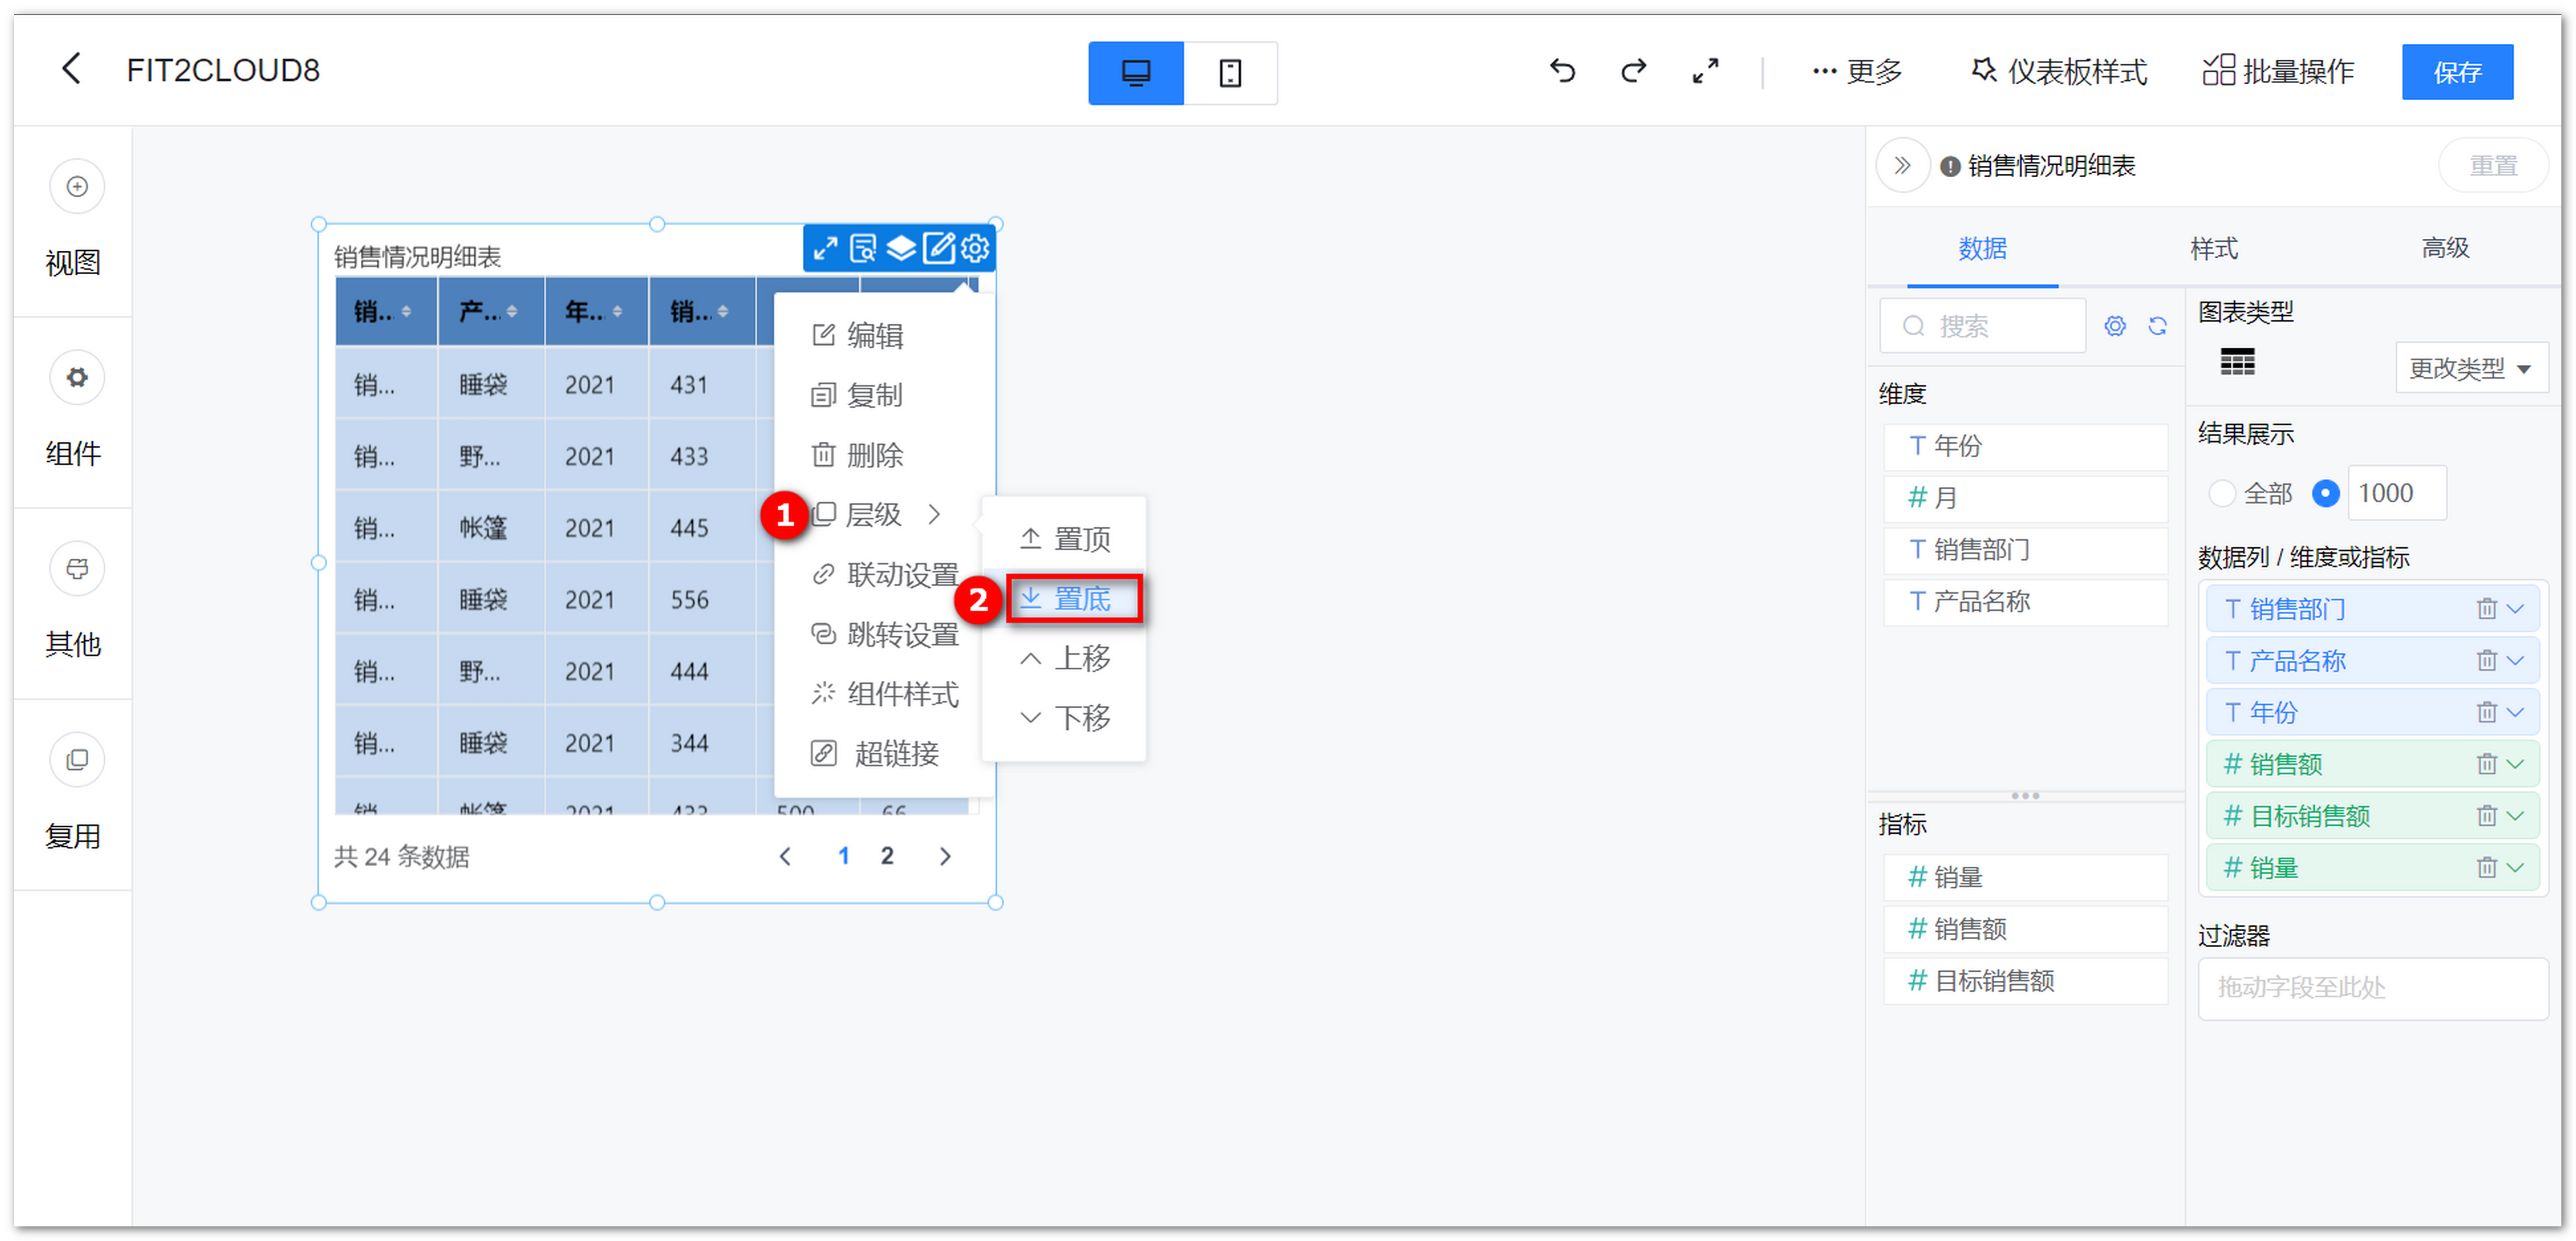 FIT2CLOUD8
更多
仪表板样式
批量操作
保存
视图
组件
其他
复用
销售情况明细表
销... 产... 年... 销...
销... 睡袋 2021 431
销... 野... 2021 433
销... 帐篷 2021 445
销... 睡袋 2021 556
销... 野... 2021 444
销... 睡袋 2021 344
销 帐篷 2021 433 500 66
共 24 条数据
1 2
编辑
复制
删除
1 层级
联动设置
跳转设置
组件样式
超链接
置顶
2 置底
上移
下移
销售情况明细表
重置
数据 样式 高级
搜索
维度
T 年份
# 月
T 销售部门
T 产品名称
指标
# 销量
# 销售额
# 目标销售额
图表类型
更改类型
结果展示
全部 1000
数据列 / 维度或指标
T 销售部门
T 产品名称
T 年份
# 销售额
# 目标销售额
# 销量
过滤器
拖动字段至此处